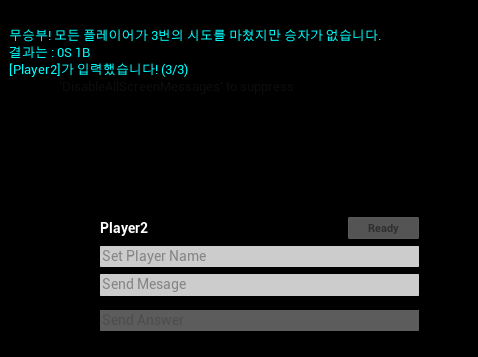 무승부! 모든 플레이어가 3번의 시도를 마쳤지만 승자가 없습니다.
결과는 : 0S 1B
[Player2]가 입력했습니다! (3/3)
DisableAllScreenMessages' to suppress
Player2
Ready
Set Player Name
Send Mesage
Send Answer